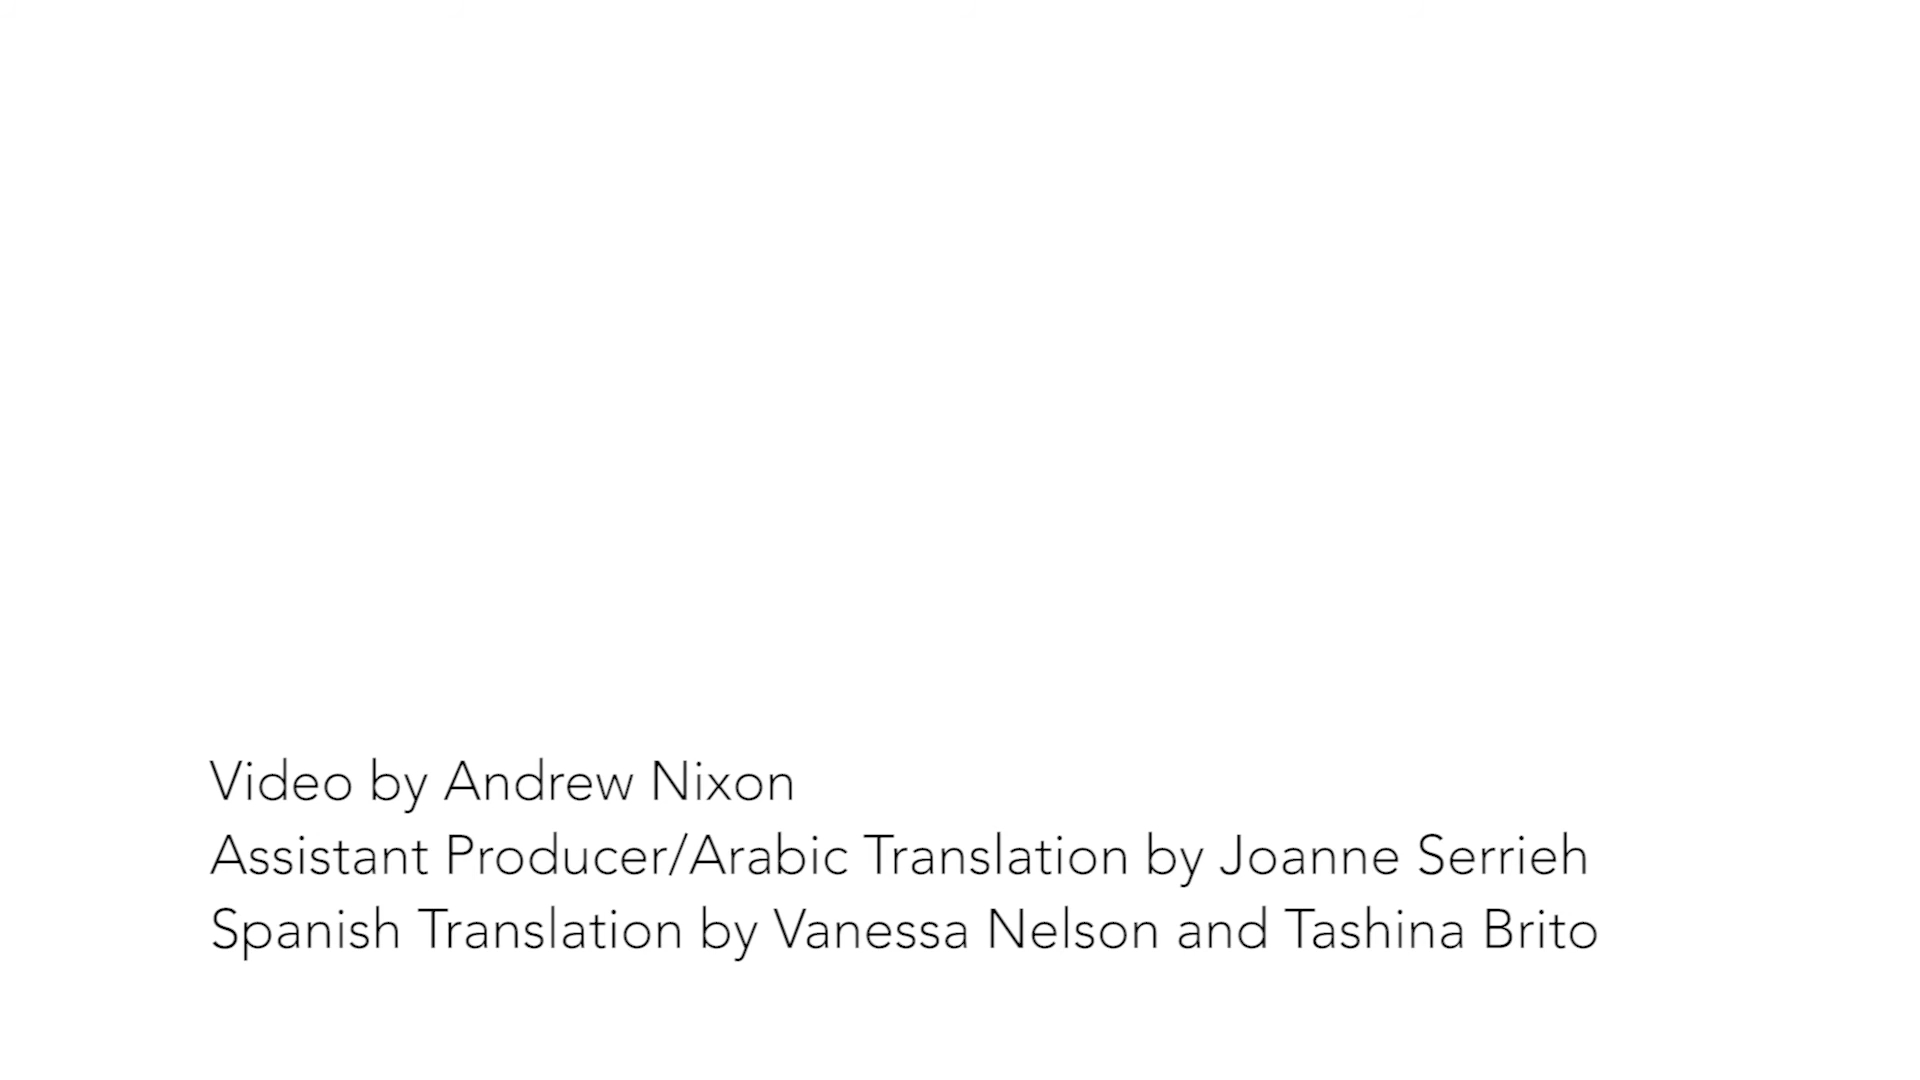 Video by Andrew Nixon
Assistant Producer/Arabic Translation by Joanne Serrieh
Spanish Translation by Vanessa Nelson and Tashina Brito